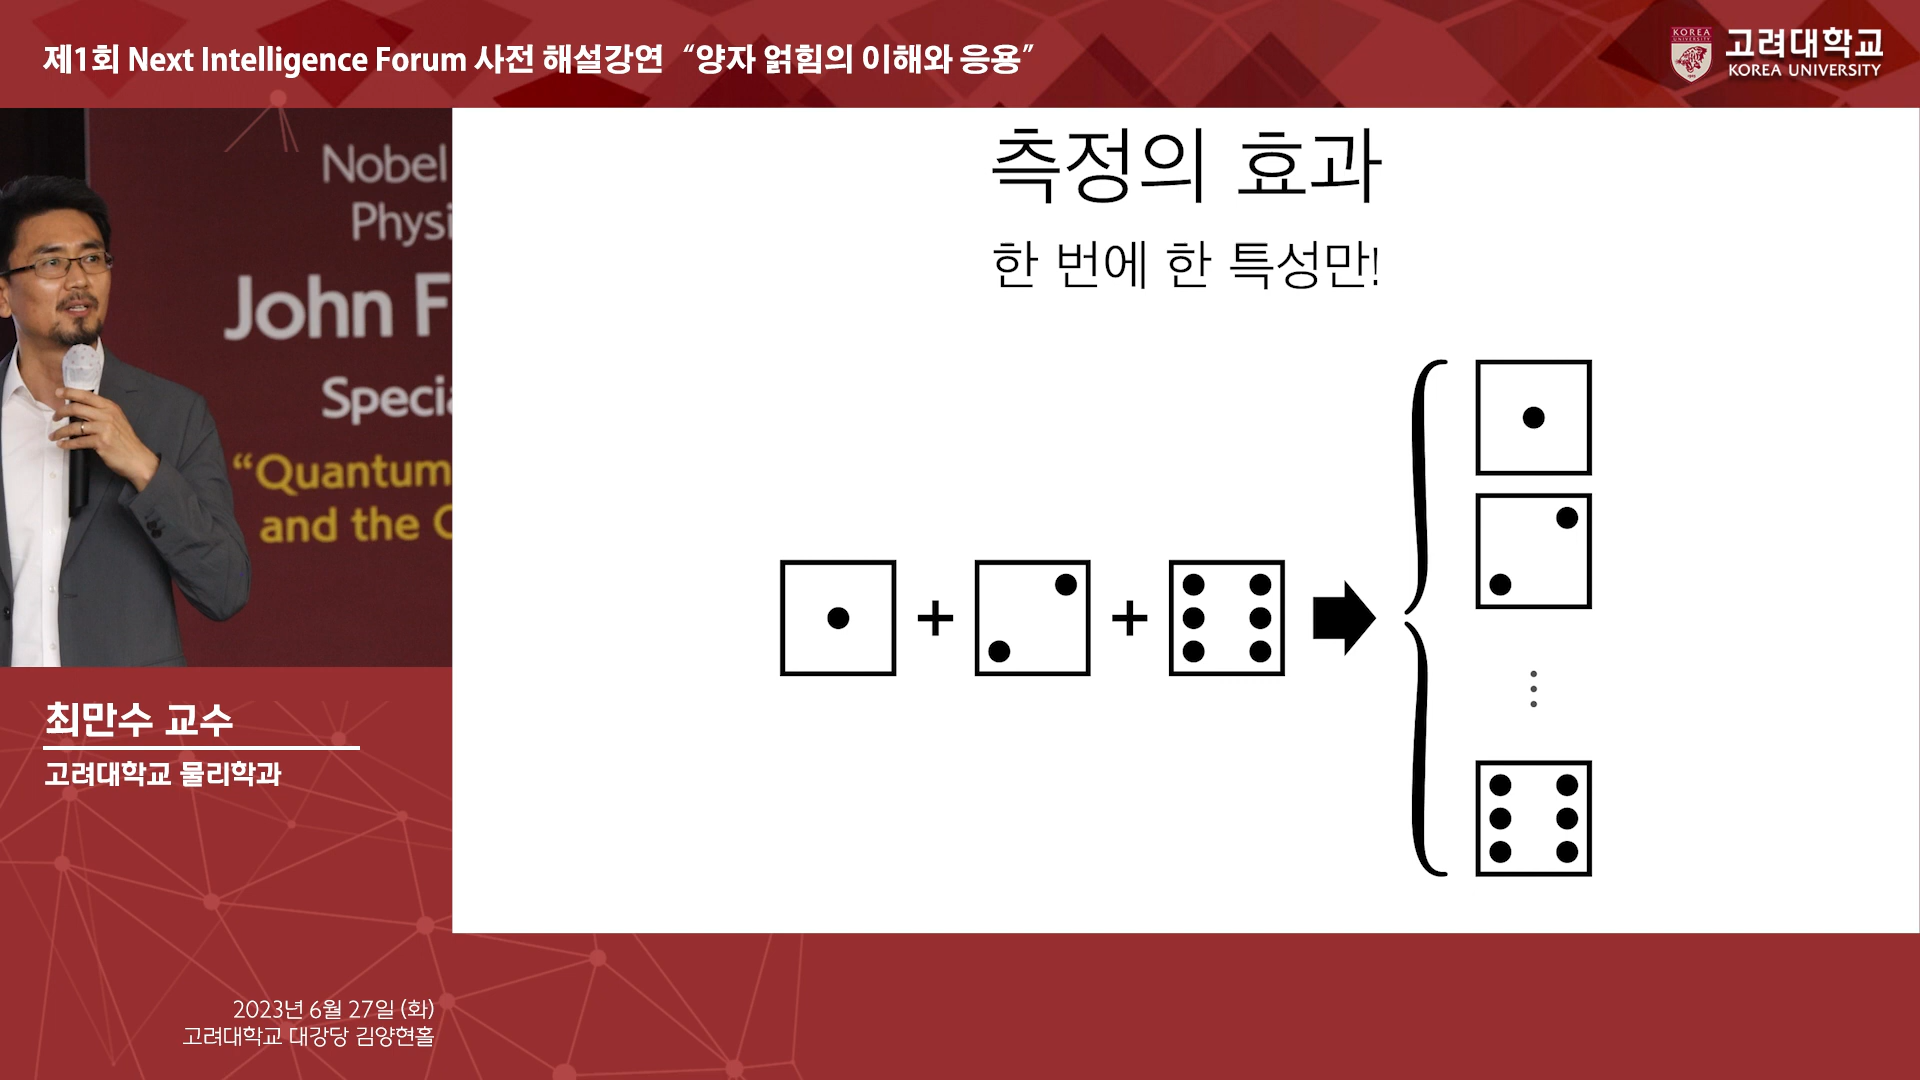 제1회 Next Intelligence Forum 사전 해설강연 “양자 얽힘의 이해와 응용”
KOREA
UNIVERSITY
고려대학교
KOREA UNIVERSITY
Nobel
Physi
John F
Specia
“Quantum
and the
측정의 효과
한 번에 한 특성만!
+
+
⋮
최만수 교수
고려대학교 물리학과
2023년 6월 27일 (화)
고려대학교 대강당 김양현홀